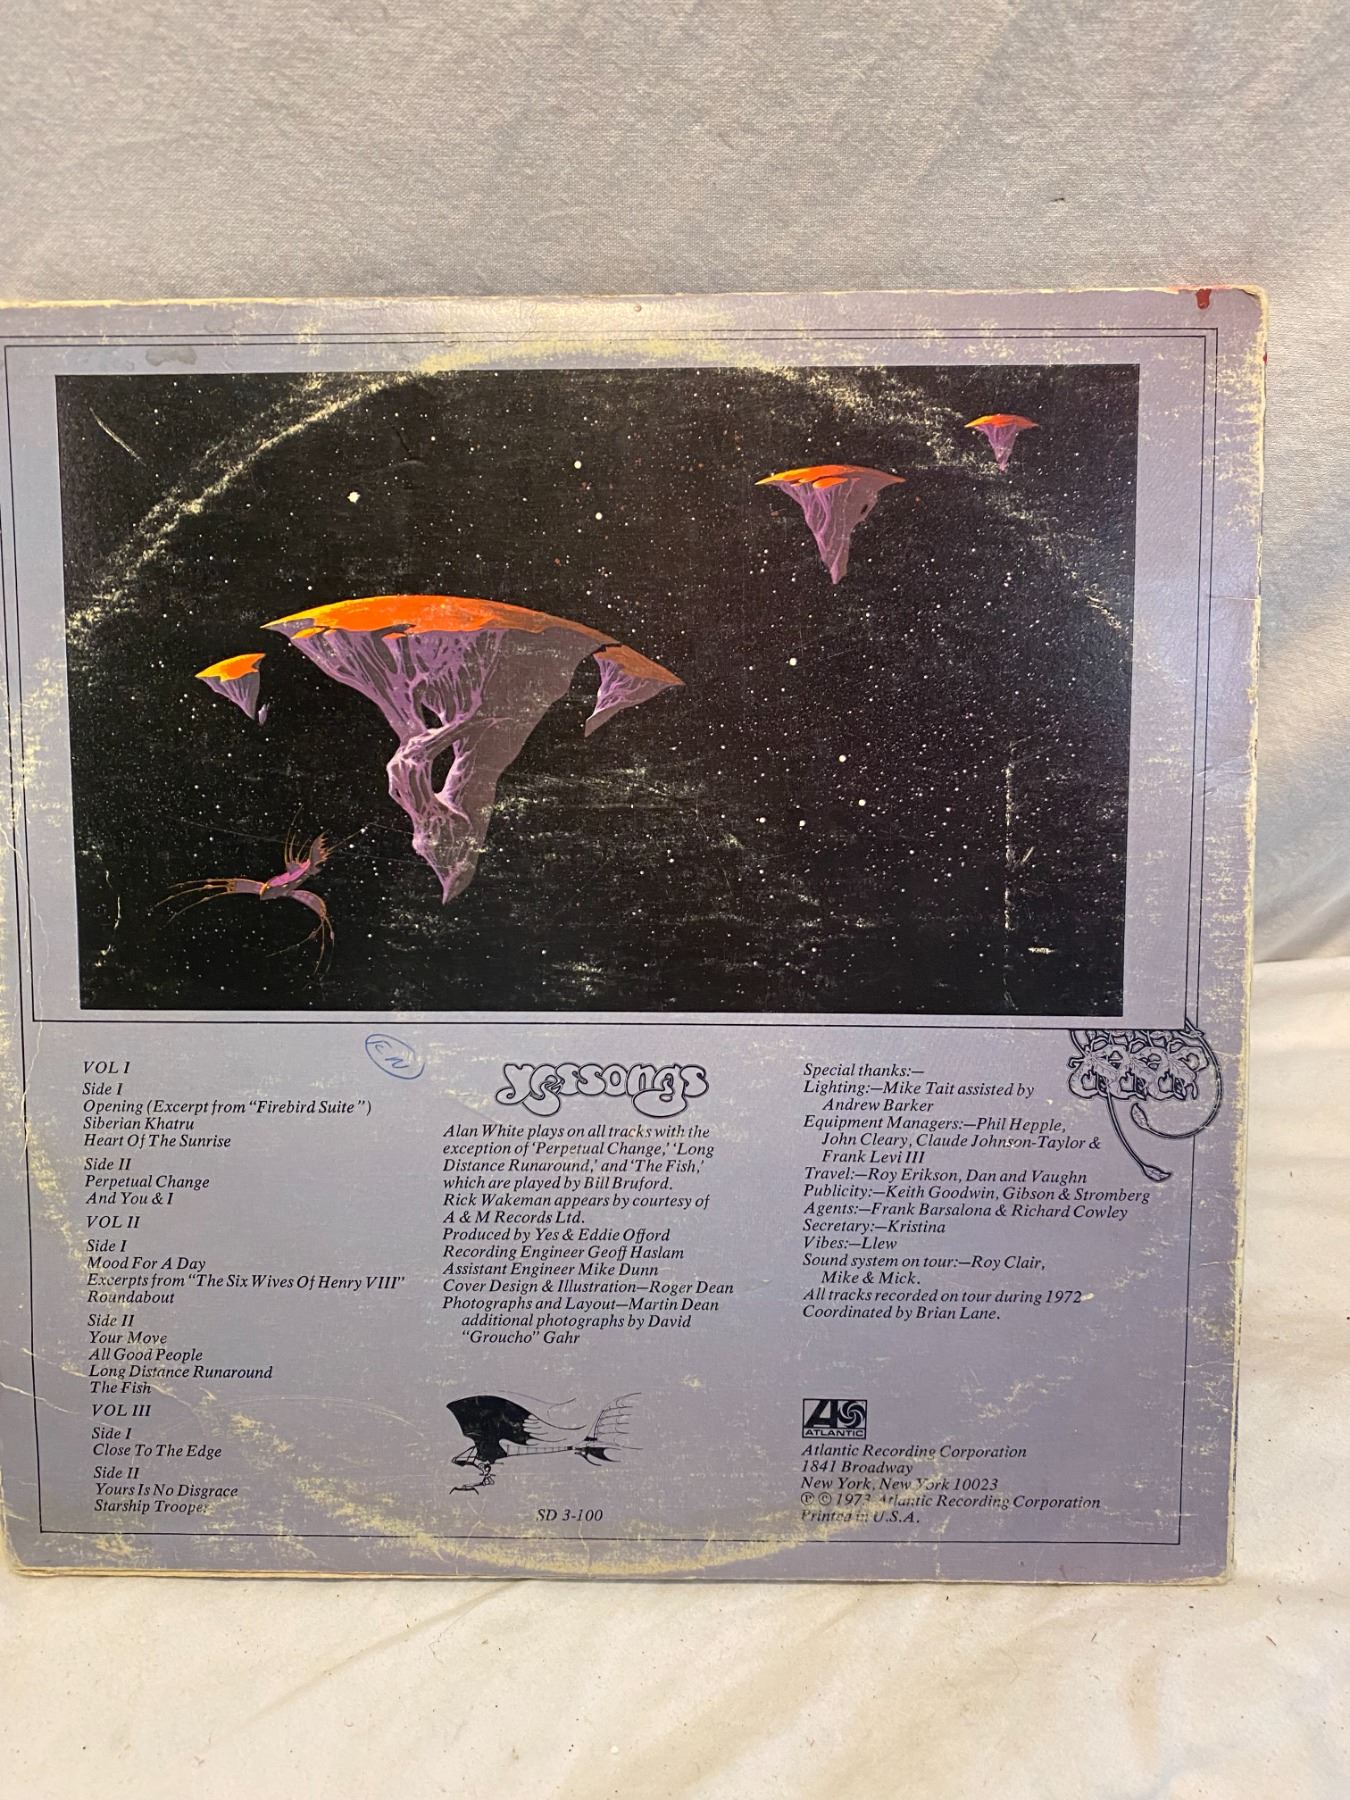 VOL I
Side I
Opening (Excerpt from "Firebird Suite")
Siberian Khatru
Heart Of The Sunrise
Side II
Perpetual Change
And You & I
VOL II
Side I
Mood For A Day
Excerpts from "The Six Wives Of Henry VIII"
Roundabout
Side II
Your Move
All Good People
Long Distance Runaround
The Fish
VOL III
Side I
Close To The Edge
Side II
Yours Is No Disgrace
Starship Trooper
Yessongs
Alan White plays on all tracks with the
exception of 'Perpetual Change,' 'Long
Distance Runaround,' and 'The Fish,'
which are played by Bill Bruford.
Rick Wakeman appears by courtesy of
A & M Records Ltd.
Produced by Yes & Eddie Offord
Recording Engineer Geoff Haslam
Assistant Engineer Mike Dunn
Cover Design & Illustration—Roger Dean
Photographs and Layout—Martin Dean
additional photographs by David
"Groucho" Gahr
SD 3-100
Special thanks:—
Lighting:—Mike Tait assisted by
Andrew Barker
Equipment Managers:—Phil Hepple,
John Cleary, Claude Johnson-Taylor &
Frank Levi III
Travel:—Roy Erikson, Dan and Vaughn
Publicity:—Keith Goodwin, Gibson & Stromberg
Agents:—Frank Barsalona & Richard Cowley
Secretary:—Kristina
Vibes:—Llew
Sound system on tour:—Roy Clair,
Mike & Mick.
All tracks recorded on tour during 1972
Coordinated by Brian Lane.
ATLANTIC
Atlantic Recording Corporation
1841 Broadway
New York, New York 10023
℗ © 1973 Atlantic Recording Corporation
Printed in U.S.A.